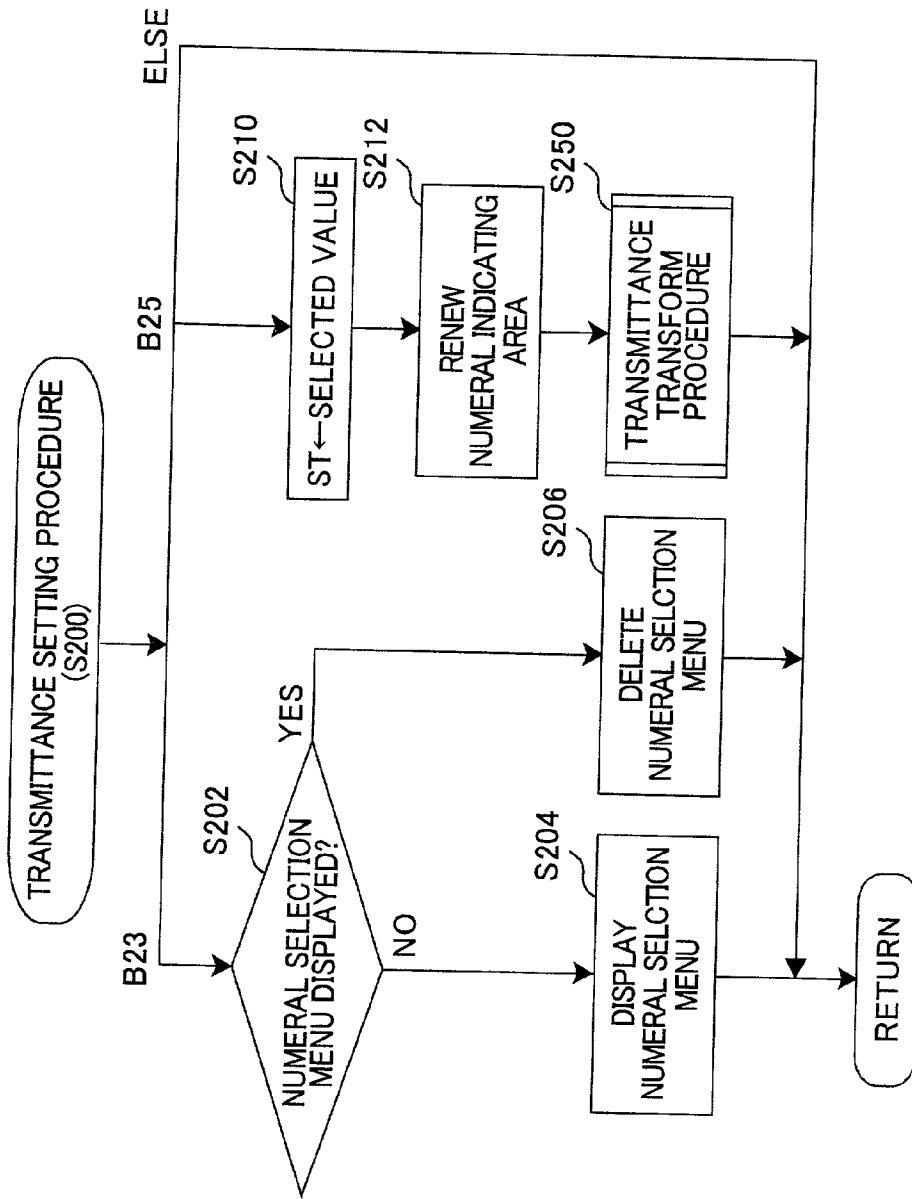 TRANSMITTANCE SETTING PROCEDURE
(S200)
B23
B25
ELSE
S202
NUMERAL SELECTION
MENU DISPLAYED?
YES
NO
S204
DISPLAY
NUMERAL SELCTION
MENU
S206
DELETE
NUMERAL SELCTION
MENU
S210
ST←SELECTED VALUE
S212
RENEW
NUMERAL INDICATING
AREA
S250
TRANSMITTANCE
TRANSFORM
PROCEDURE
RETURN